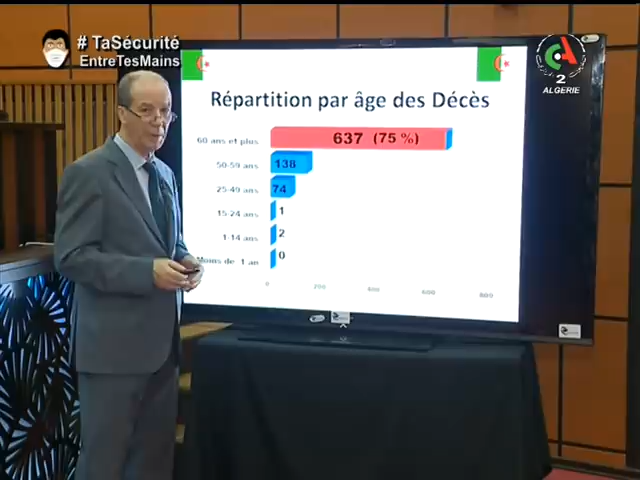 # TaSécurité
EntreTesMains
2
ALGERIE
Répartition par âge des Décès
60 ans et plus
637 (75 %)
50-59 ans
138
25-49 ans
74
15-24 ans
1
1-14 ans
2
Moins de 1 an
0
0 200 400 600 800